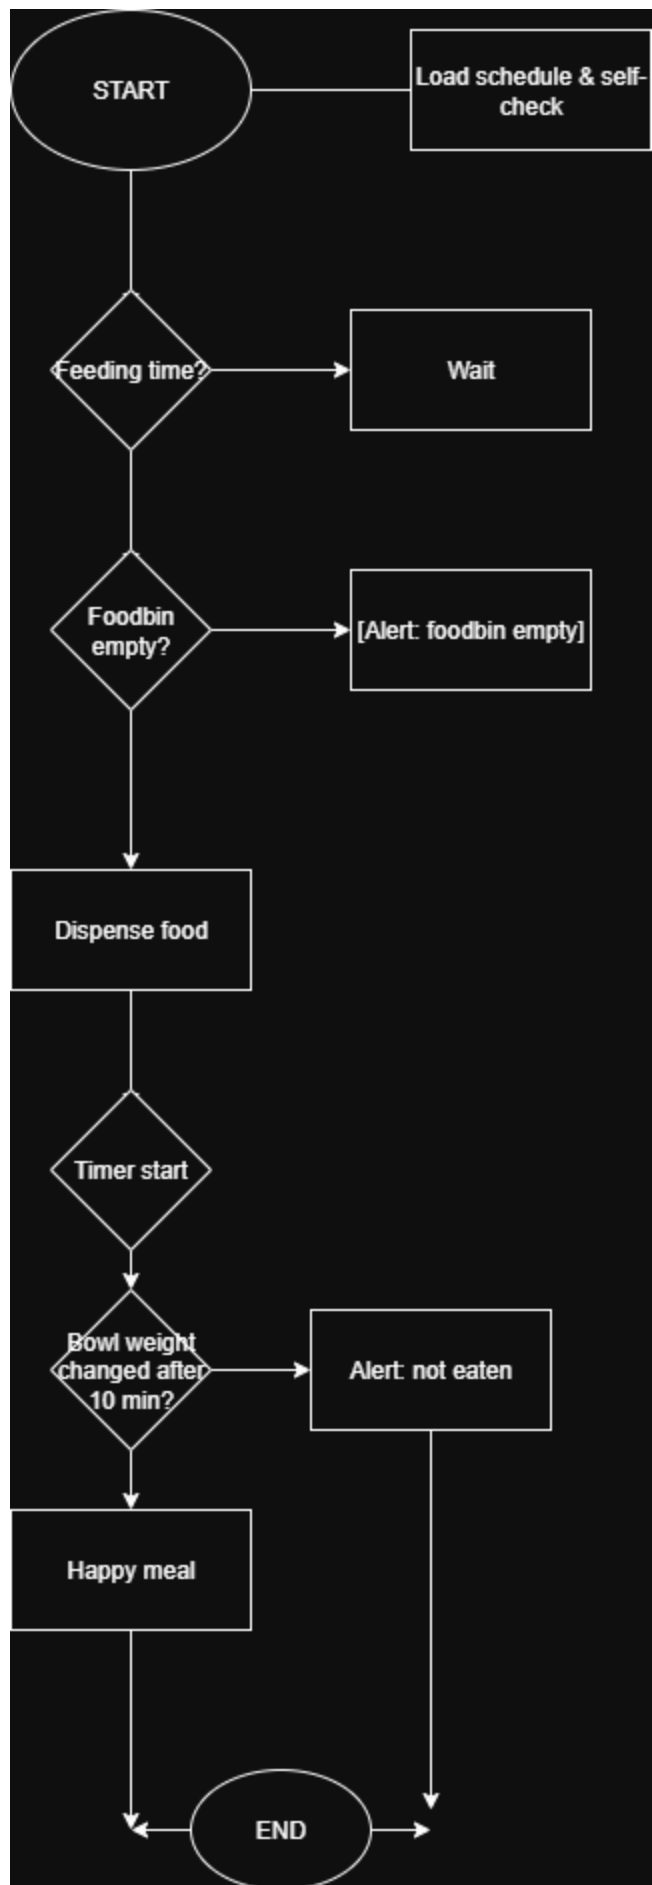 START
Load schedule & self-
check
Feeding time?
Wait
Foodbin
empty?
[Alert: foodbin empty]
Dispense food
Timer start
Bowl weight
changed after
10 min?
Alert: not eaten
Happy meal
END